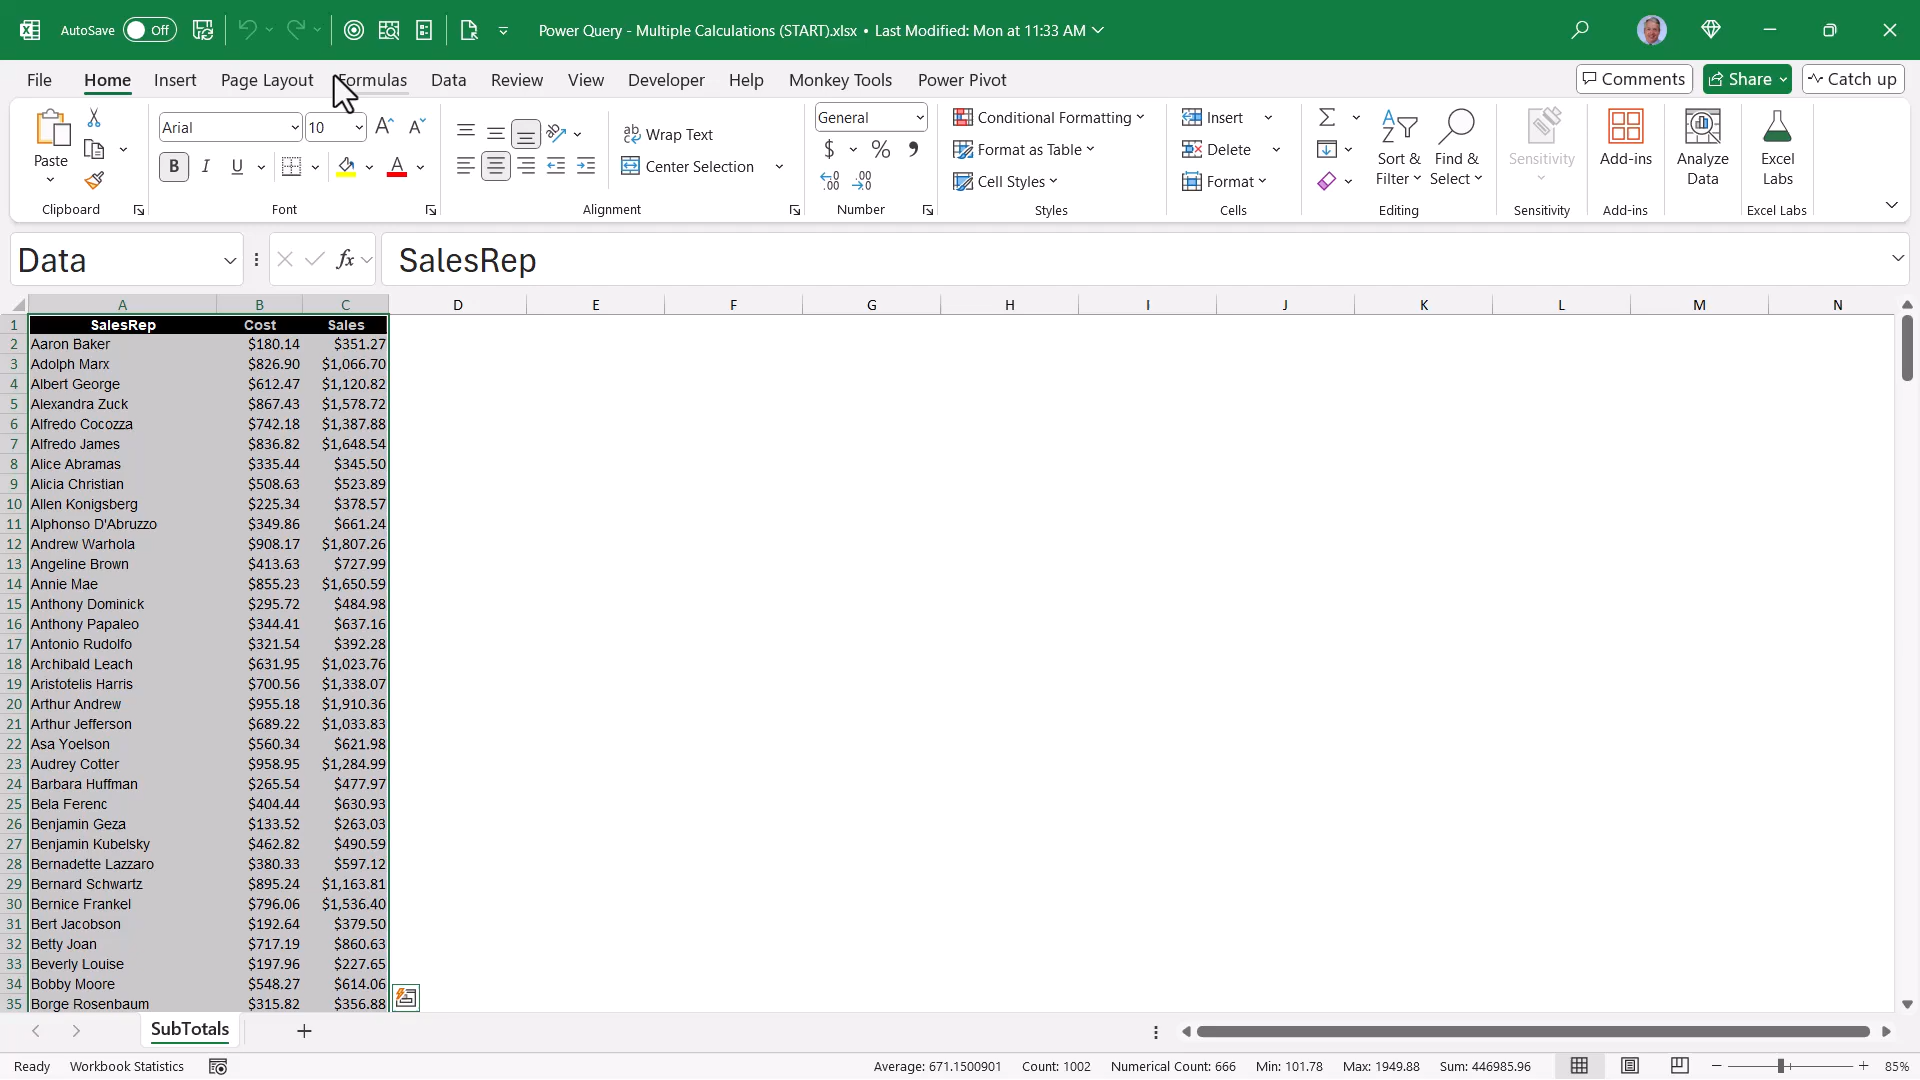 AutoSave Off Power Query - Multiple Calculations (START).xlsx • Last Modified: Mon at 11:33 AM
File Home Insert Page Layout Formulas Data Review View Developer Help Monkey Tools Power Pivot Comments Share Catch up
Paste
Clipboard
Arial 10
B I U A
Font
Wrap Text
Center Selection
Alignment
General
$ % 9
Number
Conditional Formatting
Format as Table
Cell Styles
Styles
Insert
Delete
Format
Cells
Sort & Filter
Find & Select
Editing
Sensitivity
Sensitivity
Add-ins
Add-ins
Analyze Data
Excel Labs
Excel Labs
Data fx SalesRep
A B C D E F G H I J K L M N
1 SalesRep Cost Sales
2 Aaron Baker $180.14 $351.27
3 Adolph Marx $826.90 $1,066.70
4 Albert George $612.47 $1,120.82
5 Alexandra Zuck $867.43 $1,578.72
6 Alfredo Cocozza $742.18 $1,387.88
7 Alfredo James $836.82 $1,648.54
8 Alice Abramas $335.44 $345.50
9 Alicia Christian $508.63 $523.89
10 Allen Konigsberg $225.34 $378.57
11 Alphonso D'Abruzzo $349.86 $661.24
12 Andrew Warhola $908.17 $1,807.26
13 Angeline Brown $413.63 $727.99
14 Annie Mae $855.23 $1,650.59
15 Anthony Dominick $295.72 $484.98
16 Anthony Papaleo $344.41 $637.16
17 Antonio Rudolfo $321.54 $392.28
18 Archibald Leach $631.95 $1,023.76
19 Aristotelis Harris $700.56 $1,338.07
20 Arthur Andrew $955.18 $1,910.36
21 Arthur Jefferson $689.22 $1,033.83
22 Asa Yoelson $560.34 $621.98
23 Audrey Cotter $958.95 $1,284.99
24 Barbara Huffman $265.54 $477.97
25 Bela Ferenc $404.44 $630.93
26 Benjamin Geza $133.52 $263.03
27 Benjamin Kubelsky $462.82 $490.59
28 Bernadette Lazzaro $380.33 $597.12
29 Bernard Schwartz $895.24 $1,163.81
30 Bernice Frankel $796.06 $1,536.40
31 Bert Jacobson $192.64 $379.50
32 Betty Joan $717.19 $860.63
33 Beverly Louise $197.96 $227.65
34 Bobby Moore $548.27 $614.06
35 Borge Rosenbaum $315.82 $356.88
SubTotals
Ready Workbook Statistics Average: 671.1500901 Count: 1002 Numerical Count: 666 Min: 101.78 Max: 1949.88 Sum: 446985.96 85%